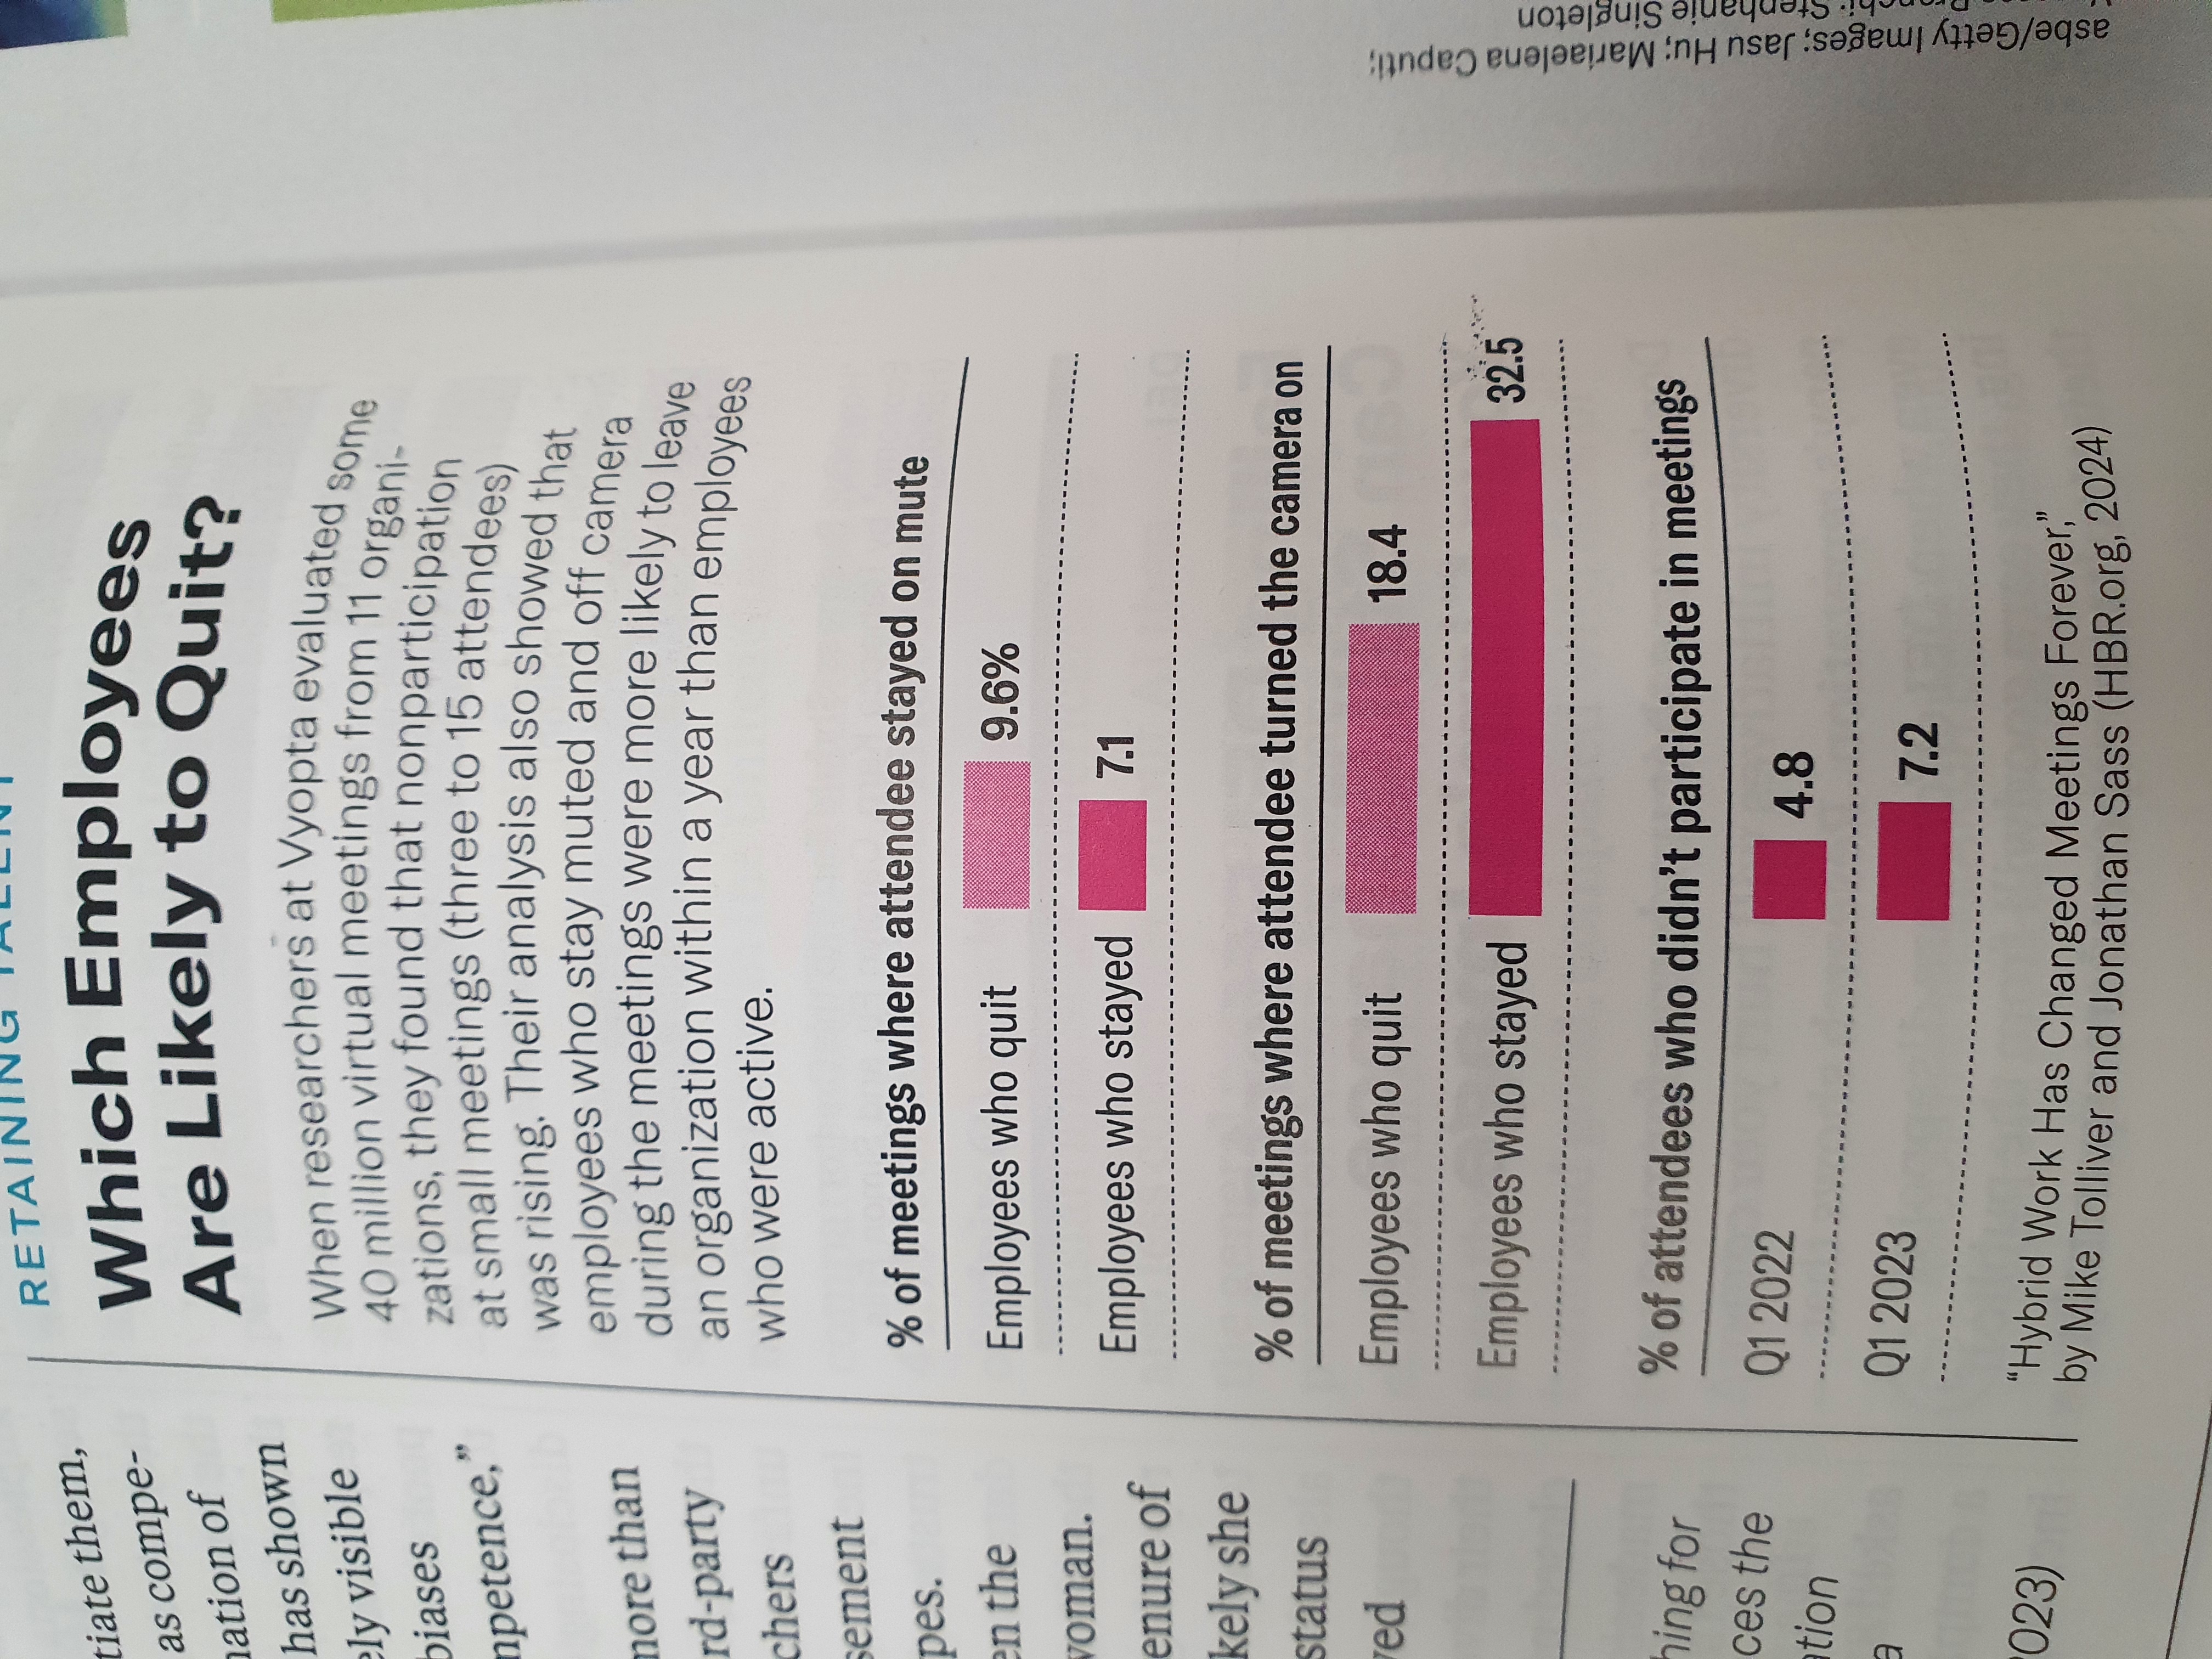 RETAINING TALENT
Which Employees
Are Likely to Quit?
When researchers at Vyopta evaluated some
40 million virtual meetings from 11 organi-
zations, they found that nonparticipation
at small meetings (three to 15 attendees)
was rising. Their analysis also showed that
employees who stay muted and off camera
during the meetings were more likely to leave
an organization within a year than employees
who were active.
% of meetings where attendee stayed on mute
Employees who quit 9.6%
Employees who stayed 7.1
% of meetings where attendee turned the camera on
Employees who quit 18.4
Employees who stayed 32.5
% of attendees who didn't participate in meetings
Q1 2022 4.8
Q1 2023 7.2
“Hybrid Work Has Changed Meetings Forever,”
by Mike Tolliver and Jonathan Sass (HBR.org, 2024)
tiate them,
as compe-
nation of
has shown
ely visible
biases
mpetence,”
more than
rd-party
chers
sement
pes.
en the
woman.
enure of
kely she
status
ved
hing for
ces the
ation
a
2023)
asbe/Getty Images; Jasu Hu; Mariaelena Caputi;
Stephanie Singleton